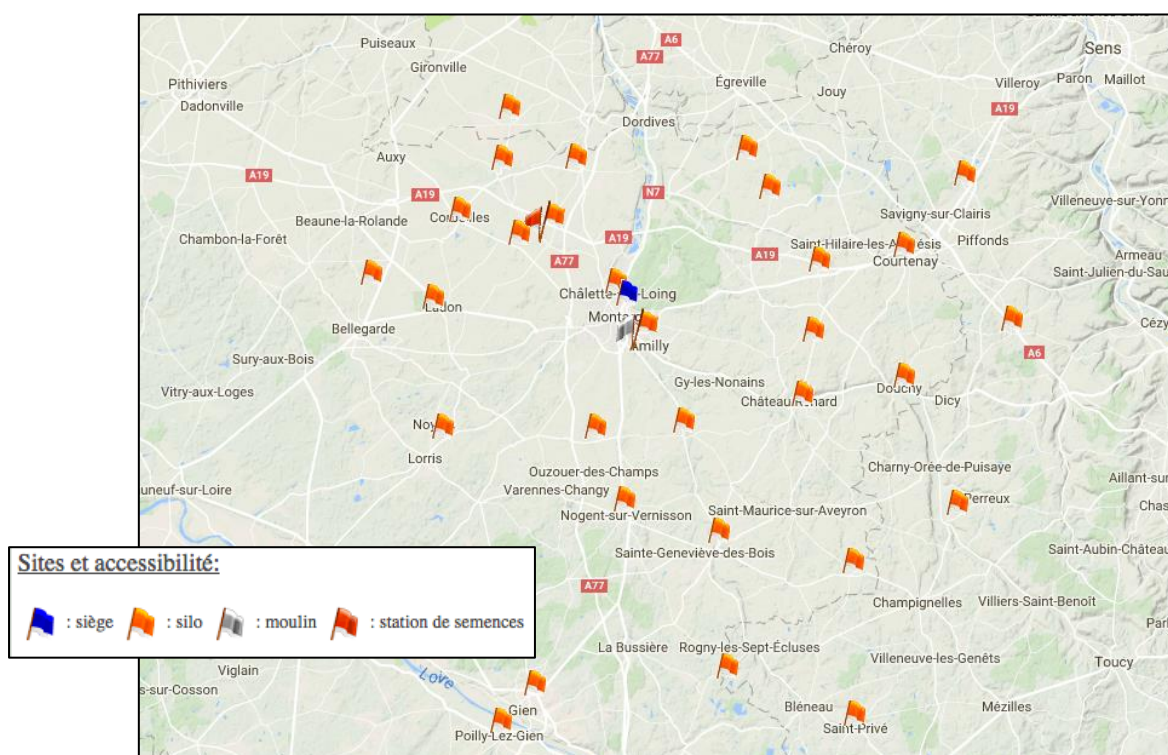 Puiseaux
A6
Chéroy
Sens
A77
Gironville
Pithiviers
Égreville
Villeroy
Paron
Maillot
Jouy
Dadonville
A19
Dordives
Auxy
A19
A19
N7
Villeneuve-sur-Yonn
Beaune-la-Rolande
Savigny-sur-Clairis
Chambon-la-Forêt
A19
Saint-Hilaire-les-A
Piffonds
A77
A19
Courtenay
Armeau
Saint-Julien-du-Sau
Châlette-
-Loing
Ladon
Bellegarde
Cézy
Amilly
A6
Sury-aux-Bois
Gy-les-Nonains
Vitry-aux-Loges
Douchy
Dicy
Lorris
Ouzouer-des-Champs
Charny-Orée-de-Puisaye
Aillant-su
uneuf-sur-Loire
Varennes-Changy
Perreux
Nogent-sur-Vernisson
Saint-Maurice-sur-Aveyron
Sainte-Geneviève-des-Bois
Saint-Aubin-Château
Sites et accessibilité:
A77
Champignelles
Villiers-Saint-Benoît
: siège
: silo
: moulin
: station de semences
La Bussière
Rogny-les-Sept-Écluses
Villeneuve-les-Genêts
Toucy
Viglain
s-sur-Cosson
Gien
Bléneau
Mézilles
Saint-Privé
Poilly-Lez-Gien